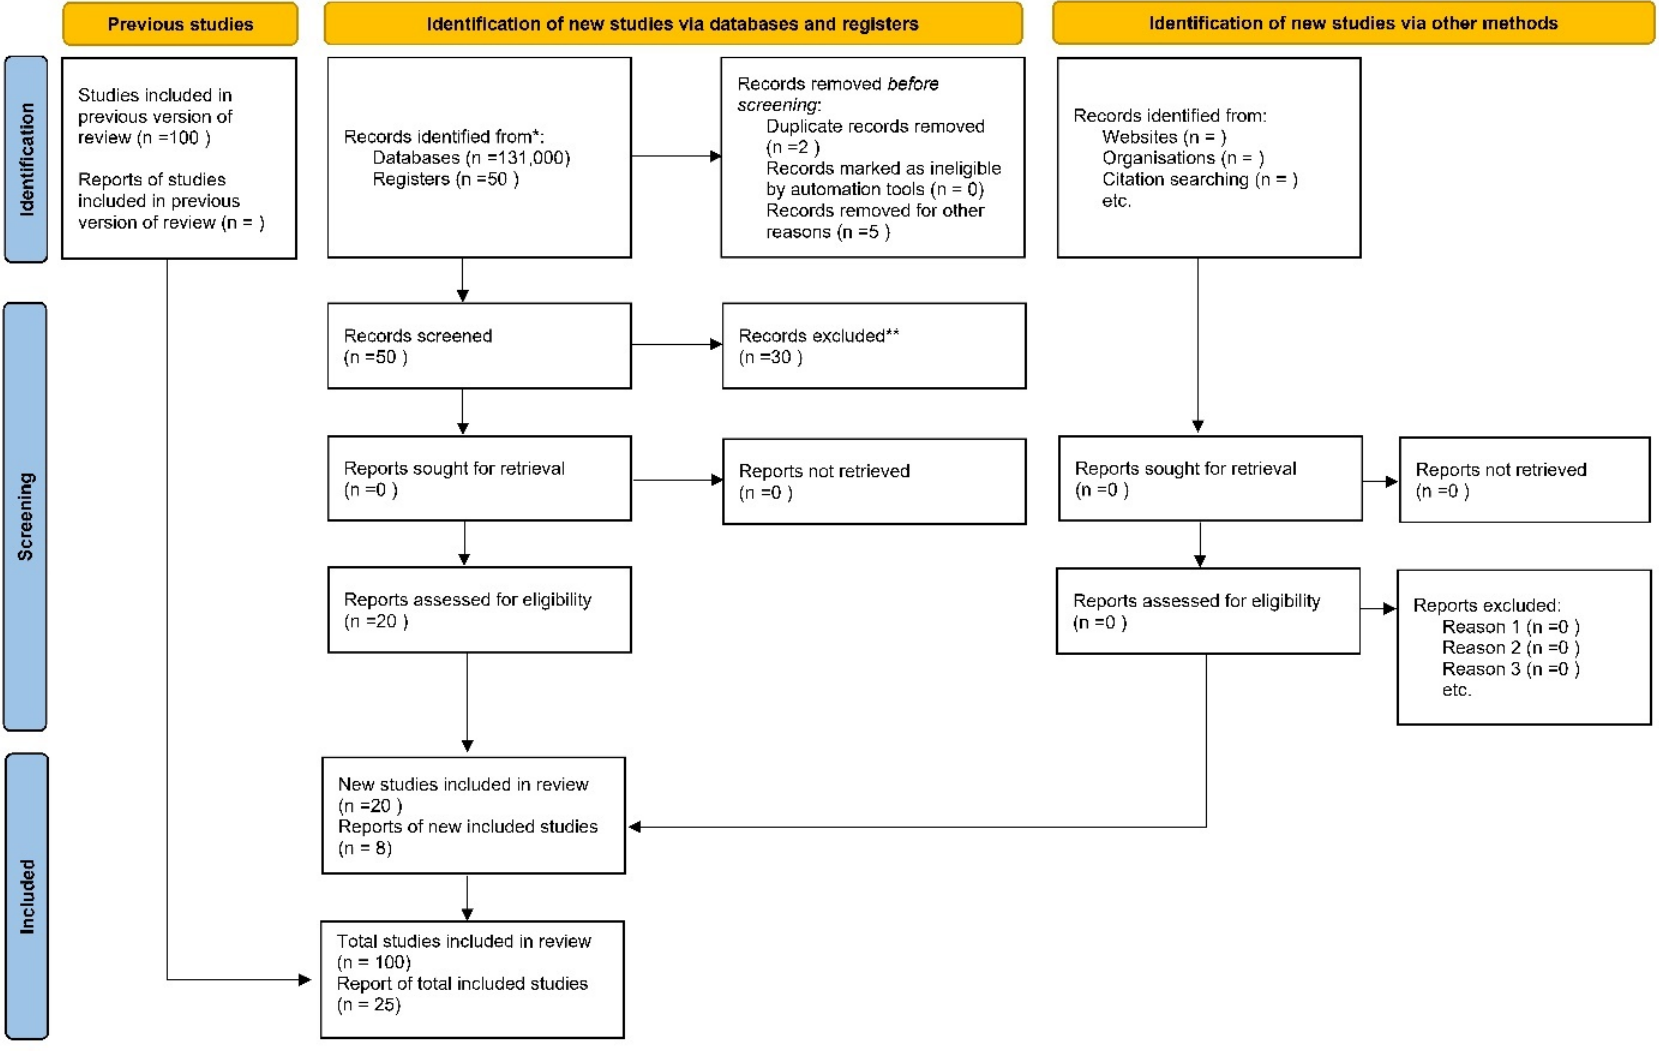 Previous studies
Identification of new studies via databases and registers
Identification of new studies via other methods
Identification
Studies included in
previous version of
review (n =100 )
Reports of studies
included in previous
version of review (n = )
Records identified from*:
Databases (n =131,000)
Registers (n =50 )
Records removed before
screening:
Duplicate records removed
(n =2 )
Records marked as ineligible
by automation tools (n = 0)
Records removed for other
reasons (n =5 )
Records identified from:
Websites (n = )
Organisations (n = )
Citation searching (n = )
etc.
Screening
Records screened
(n =50 )
Records excluded**
(n =30 )
Reports sought for retrieval
(n =0 )
Reports not retrieved
(n =0 )
Reports sought for retrieval
(n =0 )
Reports not retrieved
(n =0 )
Reports assessed for eligibility
(n =20 )
Reports assessed for eligibility
(n =0 )
Reports excluded:
Reason 1 (n =0 )
Reason 2 (n =0 )
Reason 3 (n =0 )
etc.
Included
New studies included in review
(n =20 )
Reports of new included studies
(n = 8)
Total studies included in review
(n = 100)
Report of total included studies
(n = 25)